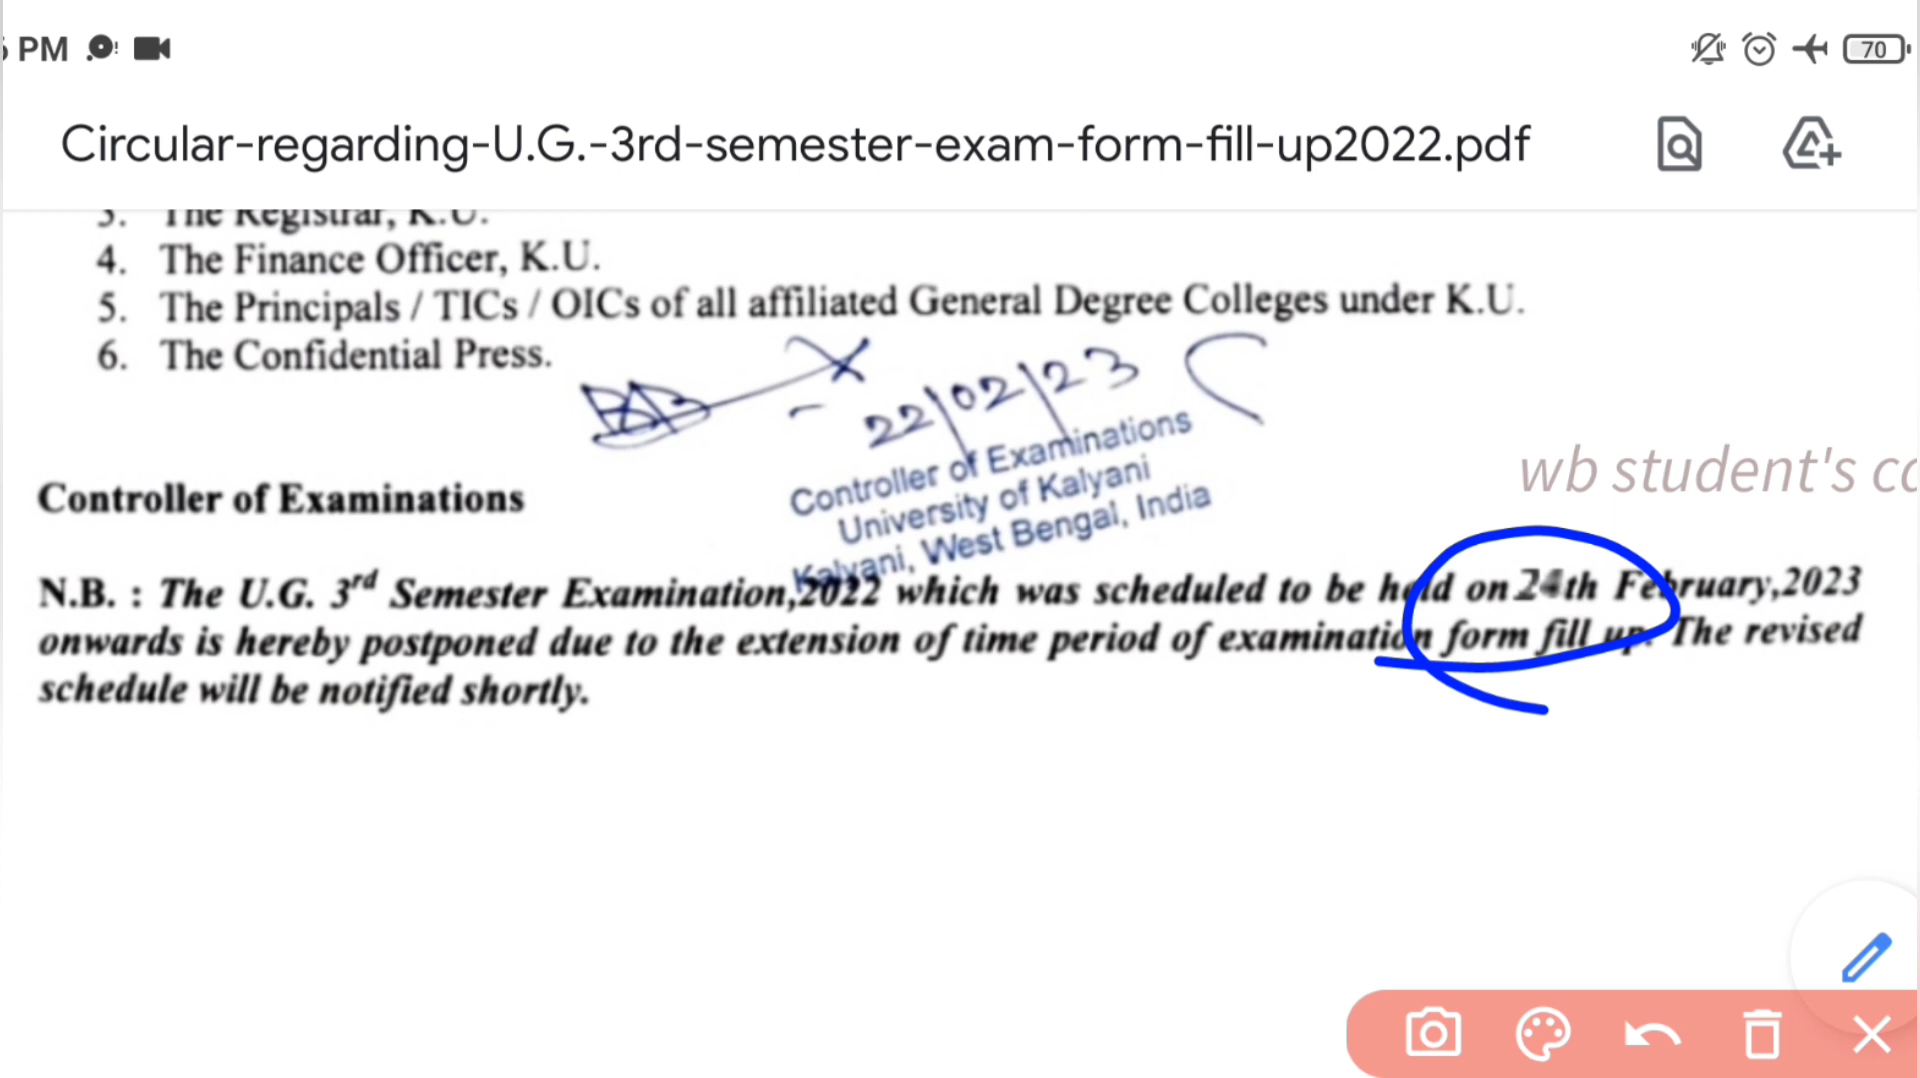 PM
70
Circular-regarding-U.G.-3rd-semester-exam-form-fill-up2022.pdf
3. The Registrar, K.U.
4. The Finance Officer, K.U.
5. The Principals / TICs / OICs of all affiliated General Degree Colleges under K.U.
6. The Confidential Press.
22/02/23
Controller of Examinations
University of Kalyani
Kalyani, West Bengal, India
wb student's
Controller of Examinations
N.B. : The U.G. 3rd Semester Examination,2022 which was scheduled to be held on 24th February,2023
onwards is hereby postponed due to the extension of time period of examination form fill up. The revised
schedule will be notified shortly.